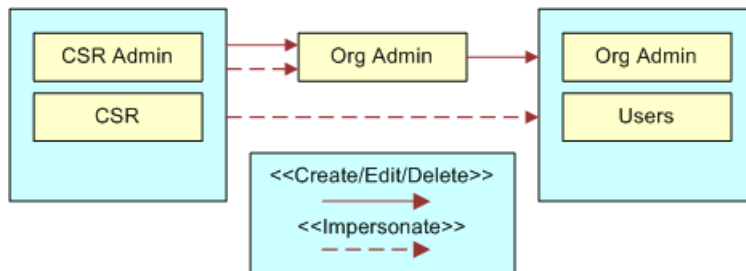 CSR Admin
Org Admin
Org Admin
CSR
Users
<<Create/Edit/Delete>>
<<Impersonate>>